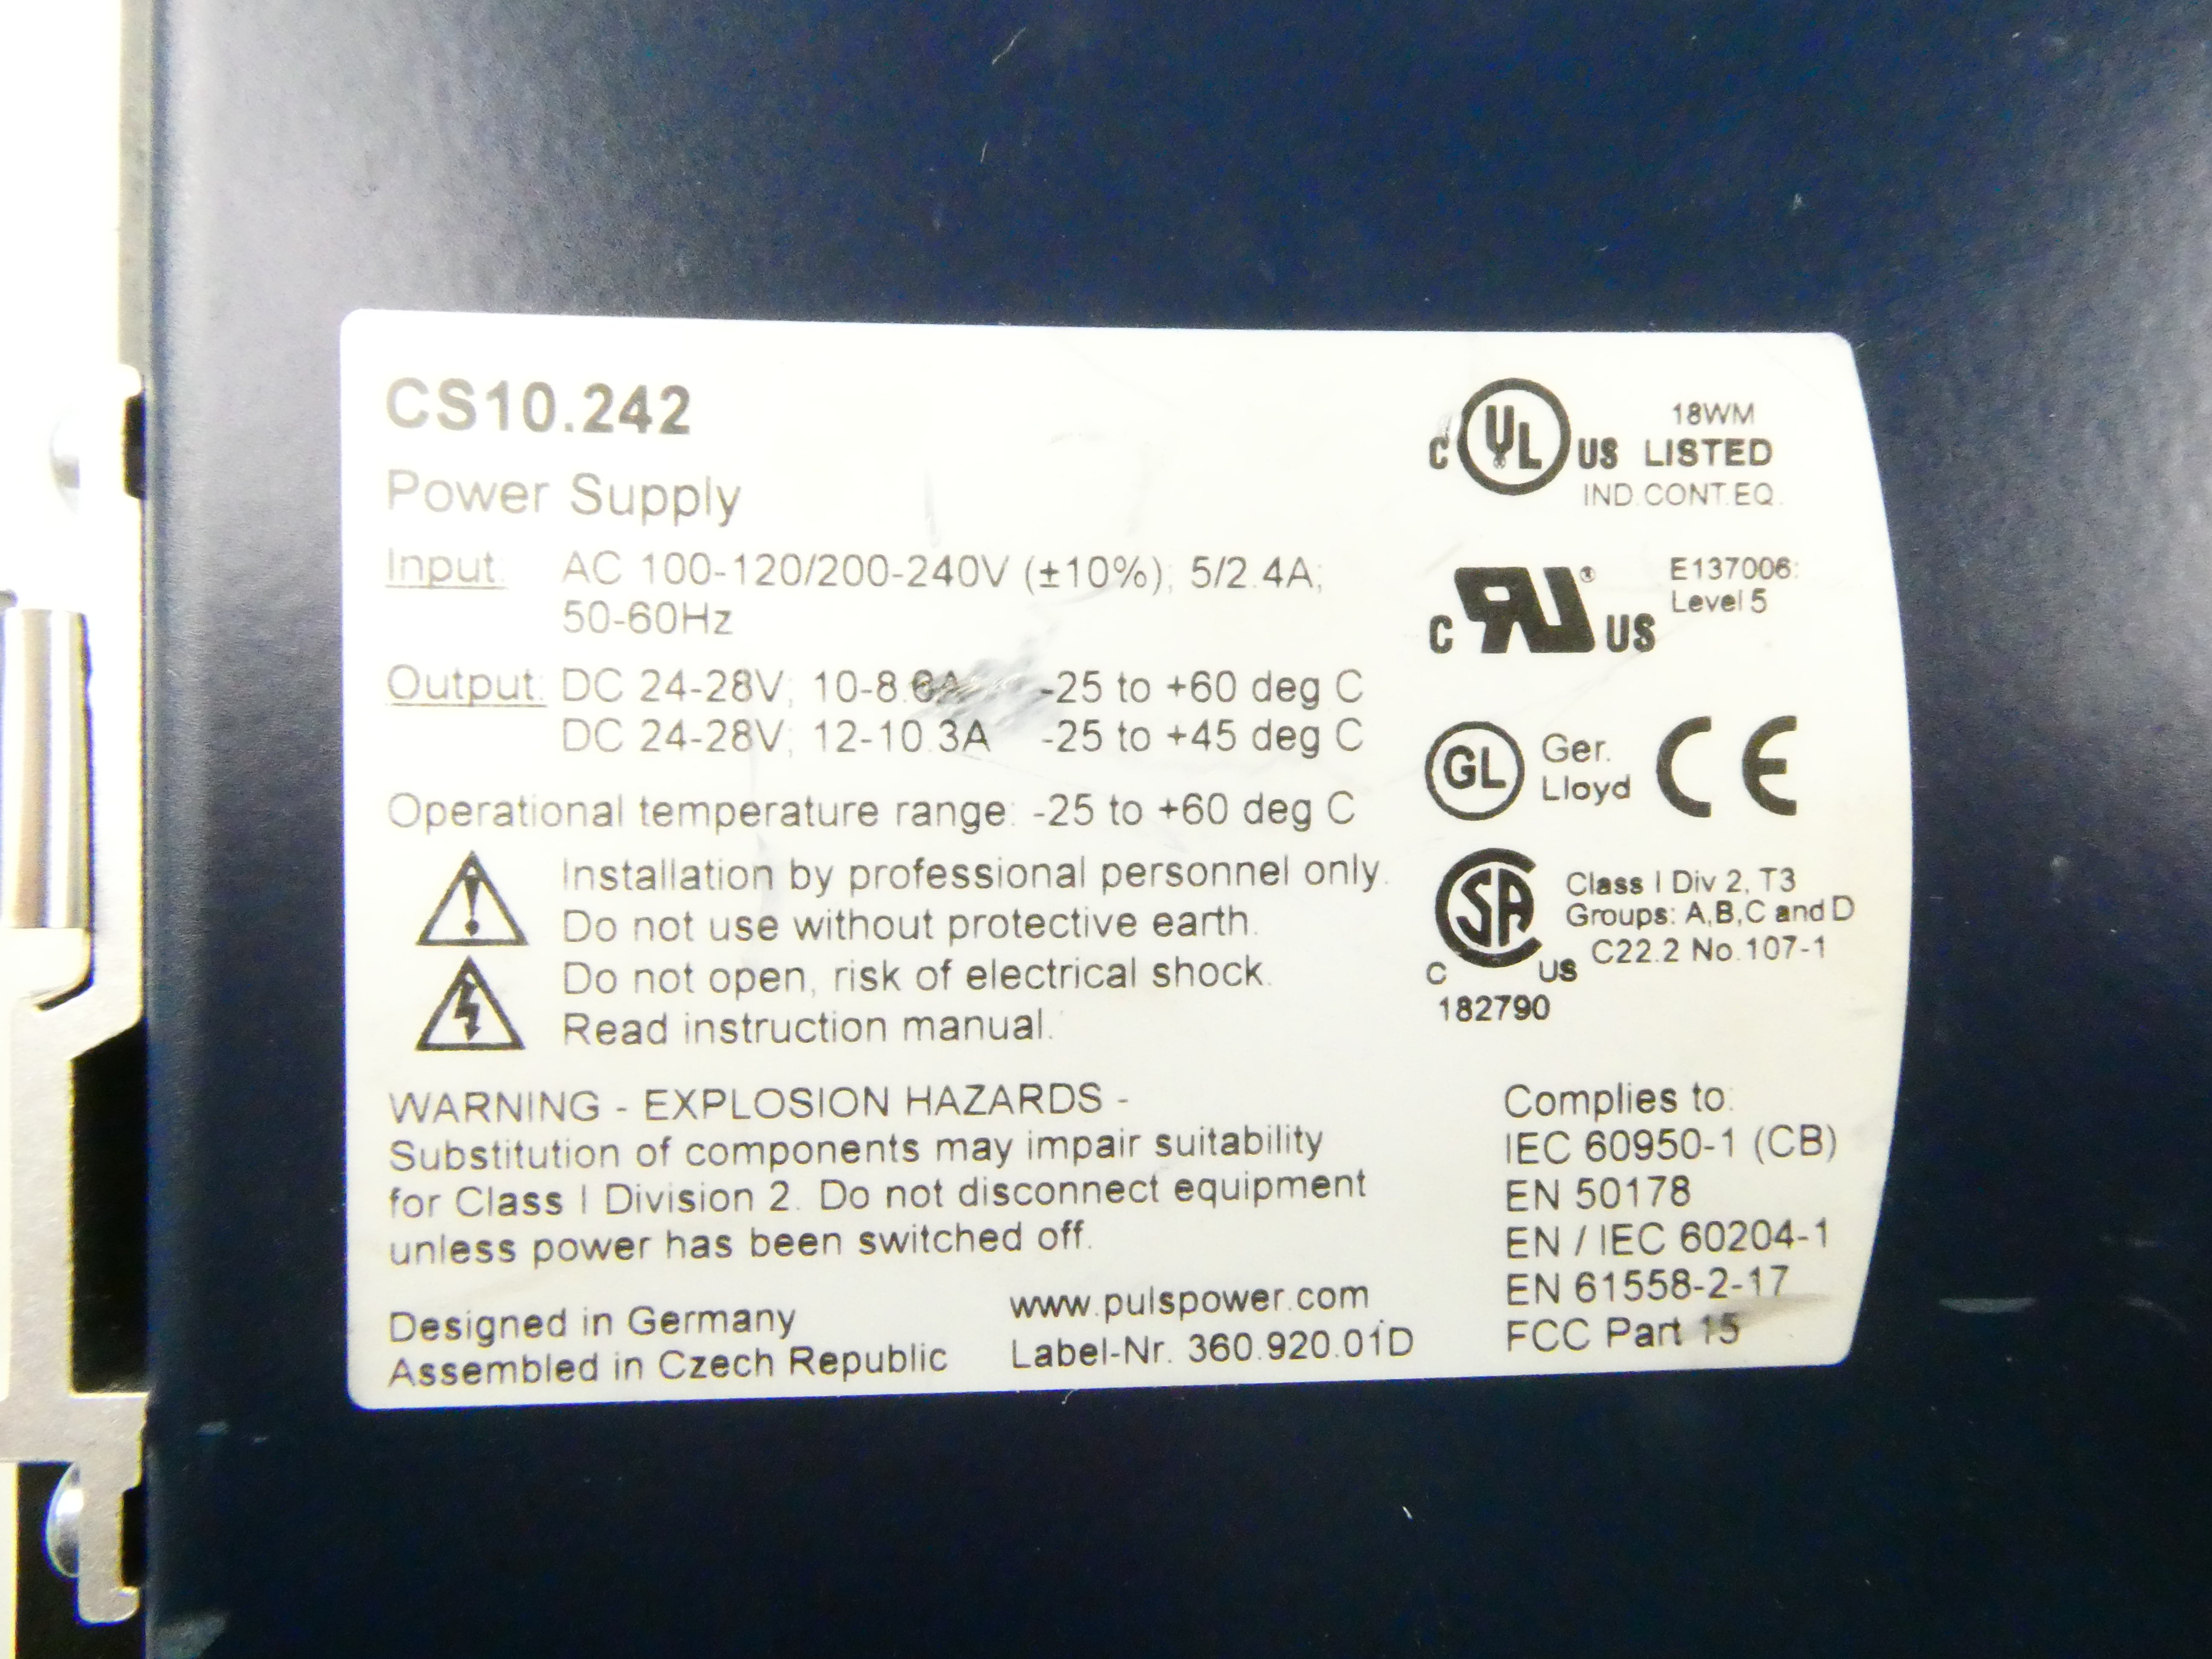 CS10.242
Power Supply
Input: AC 100-120/200-240V (±10%), 5/2.4A;
50-60Hz
Output: DC 24-28V; 10-8.6A -25 to +60 deg C
DC 24-28V; 12-10.3A -25 to +45 deg C
Operational temperature range: -25 to +60 deg C
Installation by professional personnel only.
Do not use without protective earth.
Do not open, risk of electrical shock.
Read instruction manual.
WARNING - EXPLOSION HAZARDS -
Substitution of components may impair suitability
for Class I Division 2. Do not disconnect equipment
unless power has been switched off.
Designed in Germany
Assembled in Czech Republic
www.pulspower.com
Label-Nr. 360.920.01D
C UL US
18WM
LISTED
IND.CONT.EQ.
C RU® US
E137006:
Level 5
GL
Ger.
Lloyd
CE
C SA US
182790
Class I Div 2, T3
Groups: A,B,C and D
C22.2 No.107-1
Complies to:
IEC 60950-1 (CB)
EN 50178
EN / IEC 60204-1
EN 61558-2-17
FCC Part 15